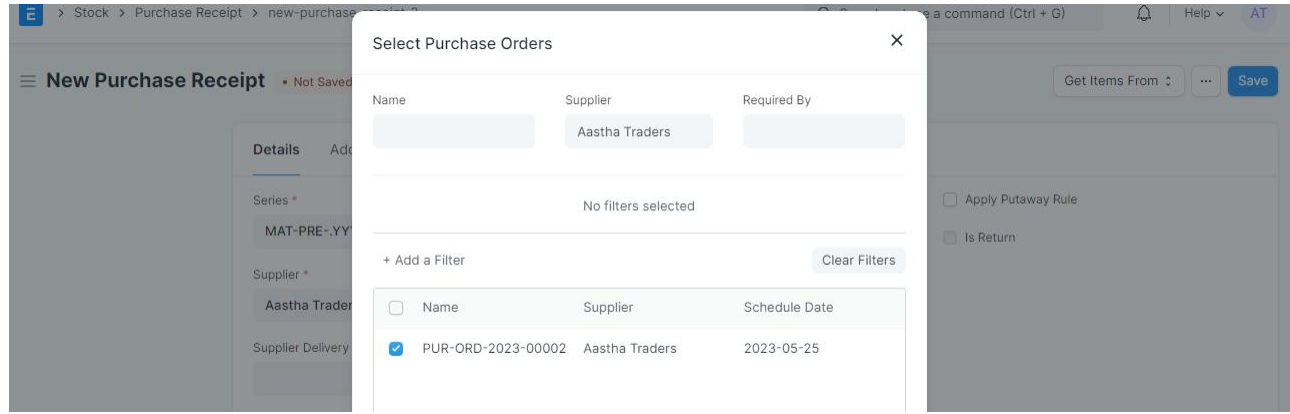 E > Stock > Purchase Receipt > new-purchase-receipt-2
a command (Ctrl + G)
Help
AT
Select Purchase Orders
New Purchase Receipt • Not Saved
Get Items From
...
Save
Name
Supplier
Required By
Aastha Traders
Details
No filters selected
Series *
Apply Putaway Rule
MAT-PRE-.YY
Is Return
+ Add a Filter
Clear Filters
Supplier *
Aastha Trader
Name
Supplier
Schedule Date
Supplier Delivery
PUR-ORD-2023-00002
Aastha Traders
2023-05-25